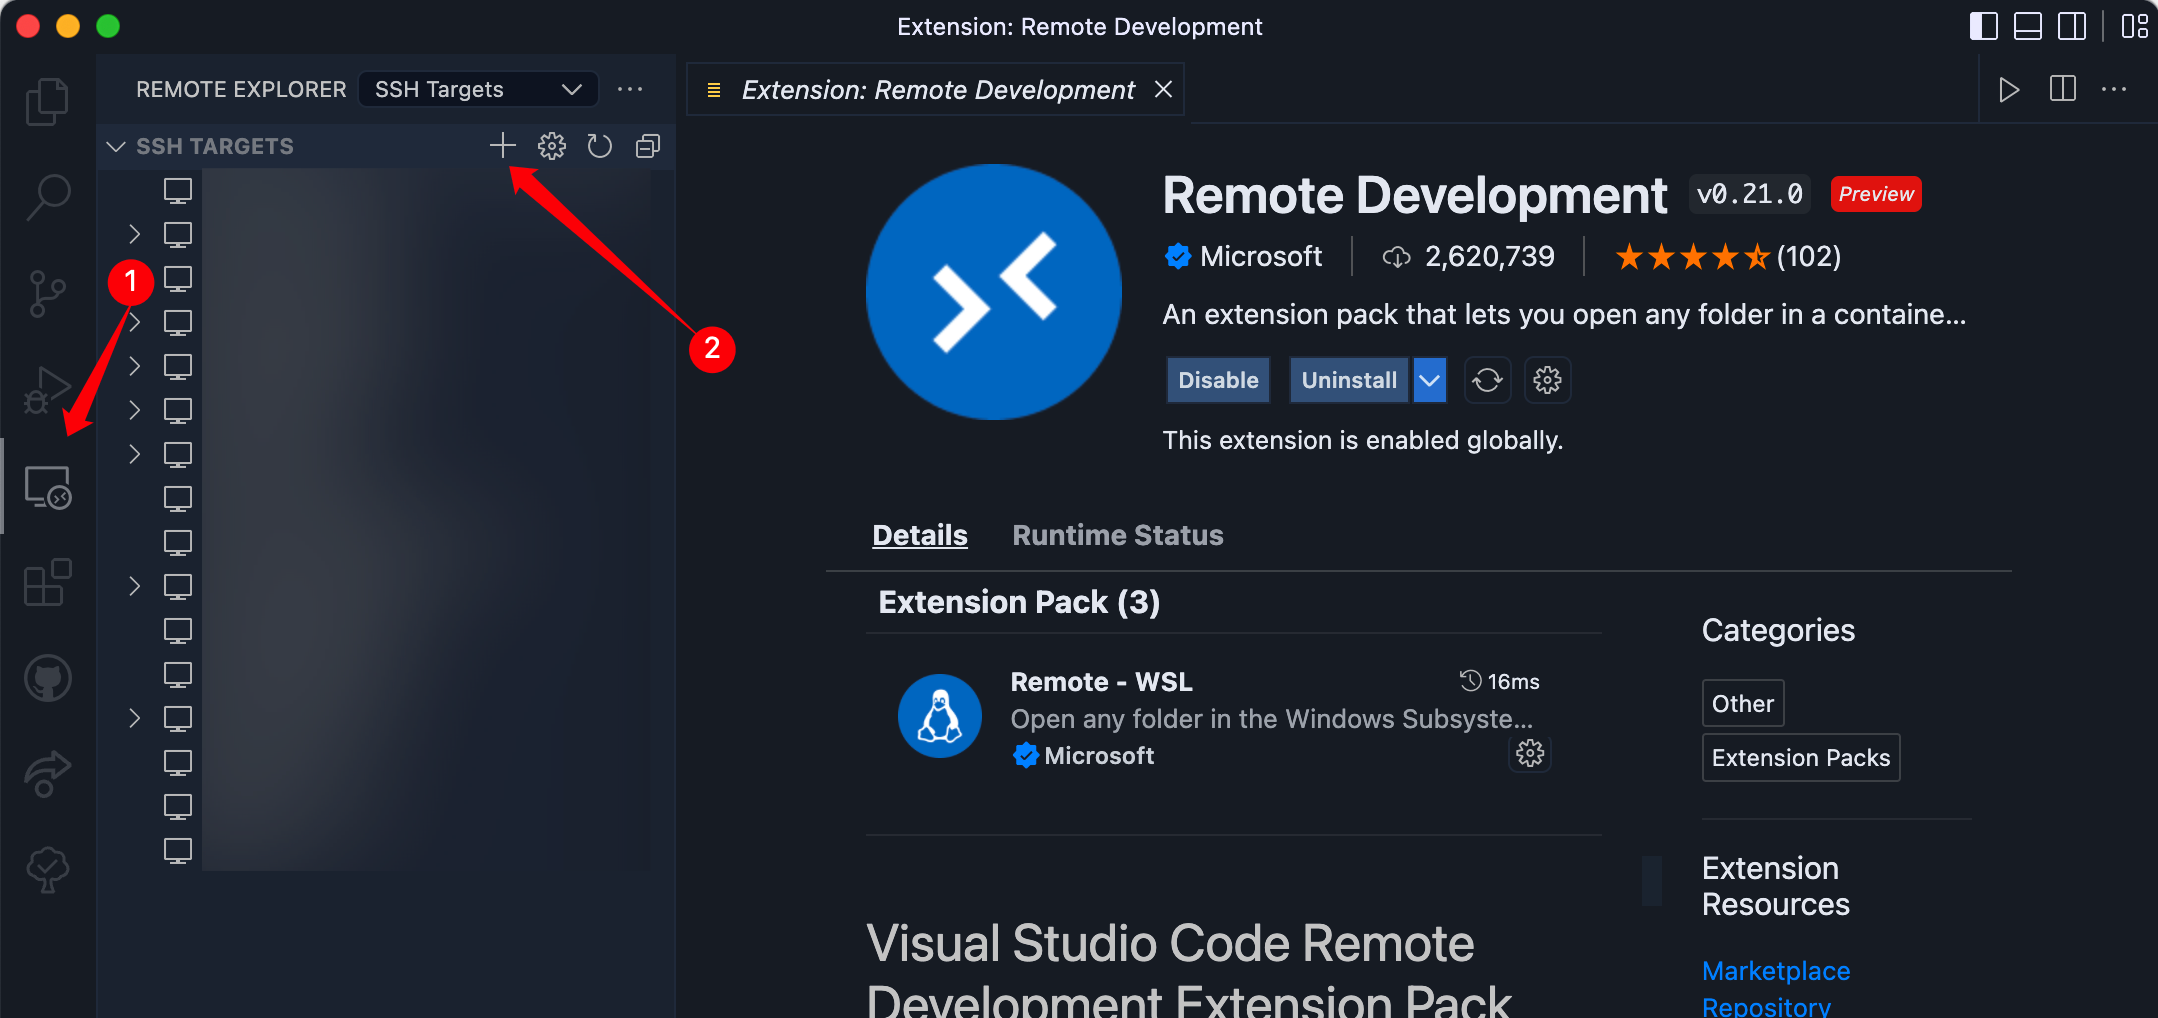 Extension: Remote Development
REMOTE EXPLORER
SSH Targets
Extension: Remote Development
SSH TARGETS
1
2
Remote Development
v0.21.0
Preview
Microsoft
2,620,739
(102)
An extension pack that lets you open any folder in a containe...
Disable
Uninstall
This extension is enabled globally.
Details
Runtime Status
Extension Pack (3)
Remote - WSL
16ms
Open any folder in the Windows Subsyste...
Microsoft
Categories
Other
Extension Packs
Extension
Resources
Marketplace
Repository
Visual Studio Code Remote
Development Extension Pack